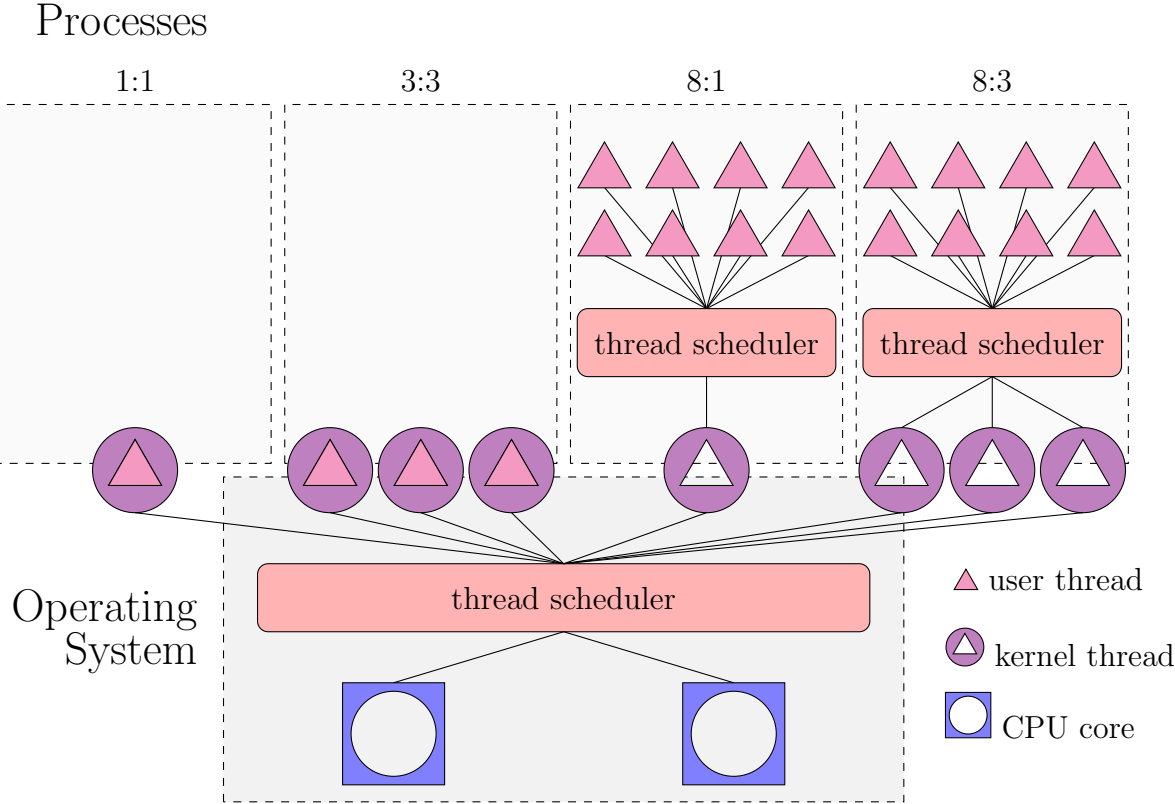 Processes
1:1
3:3
8:1
8:3
thread scheduler
thread scheduler
thread scheduler
Operating
System
user thread
kernel thread
CPU core